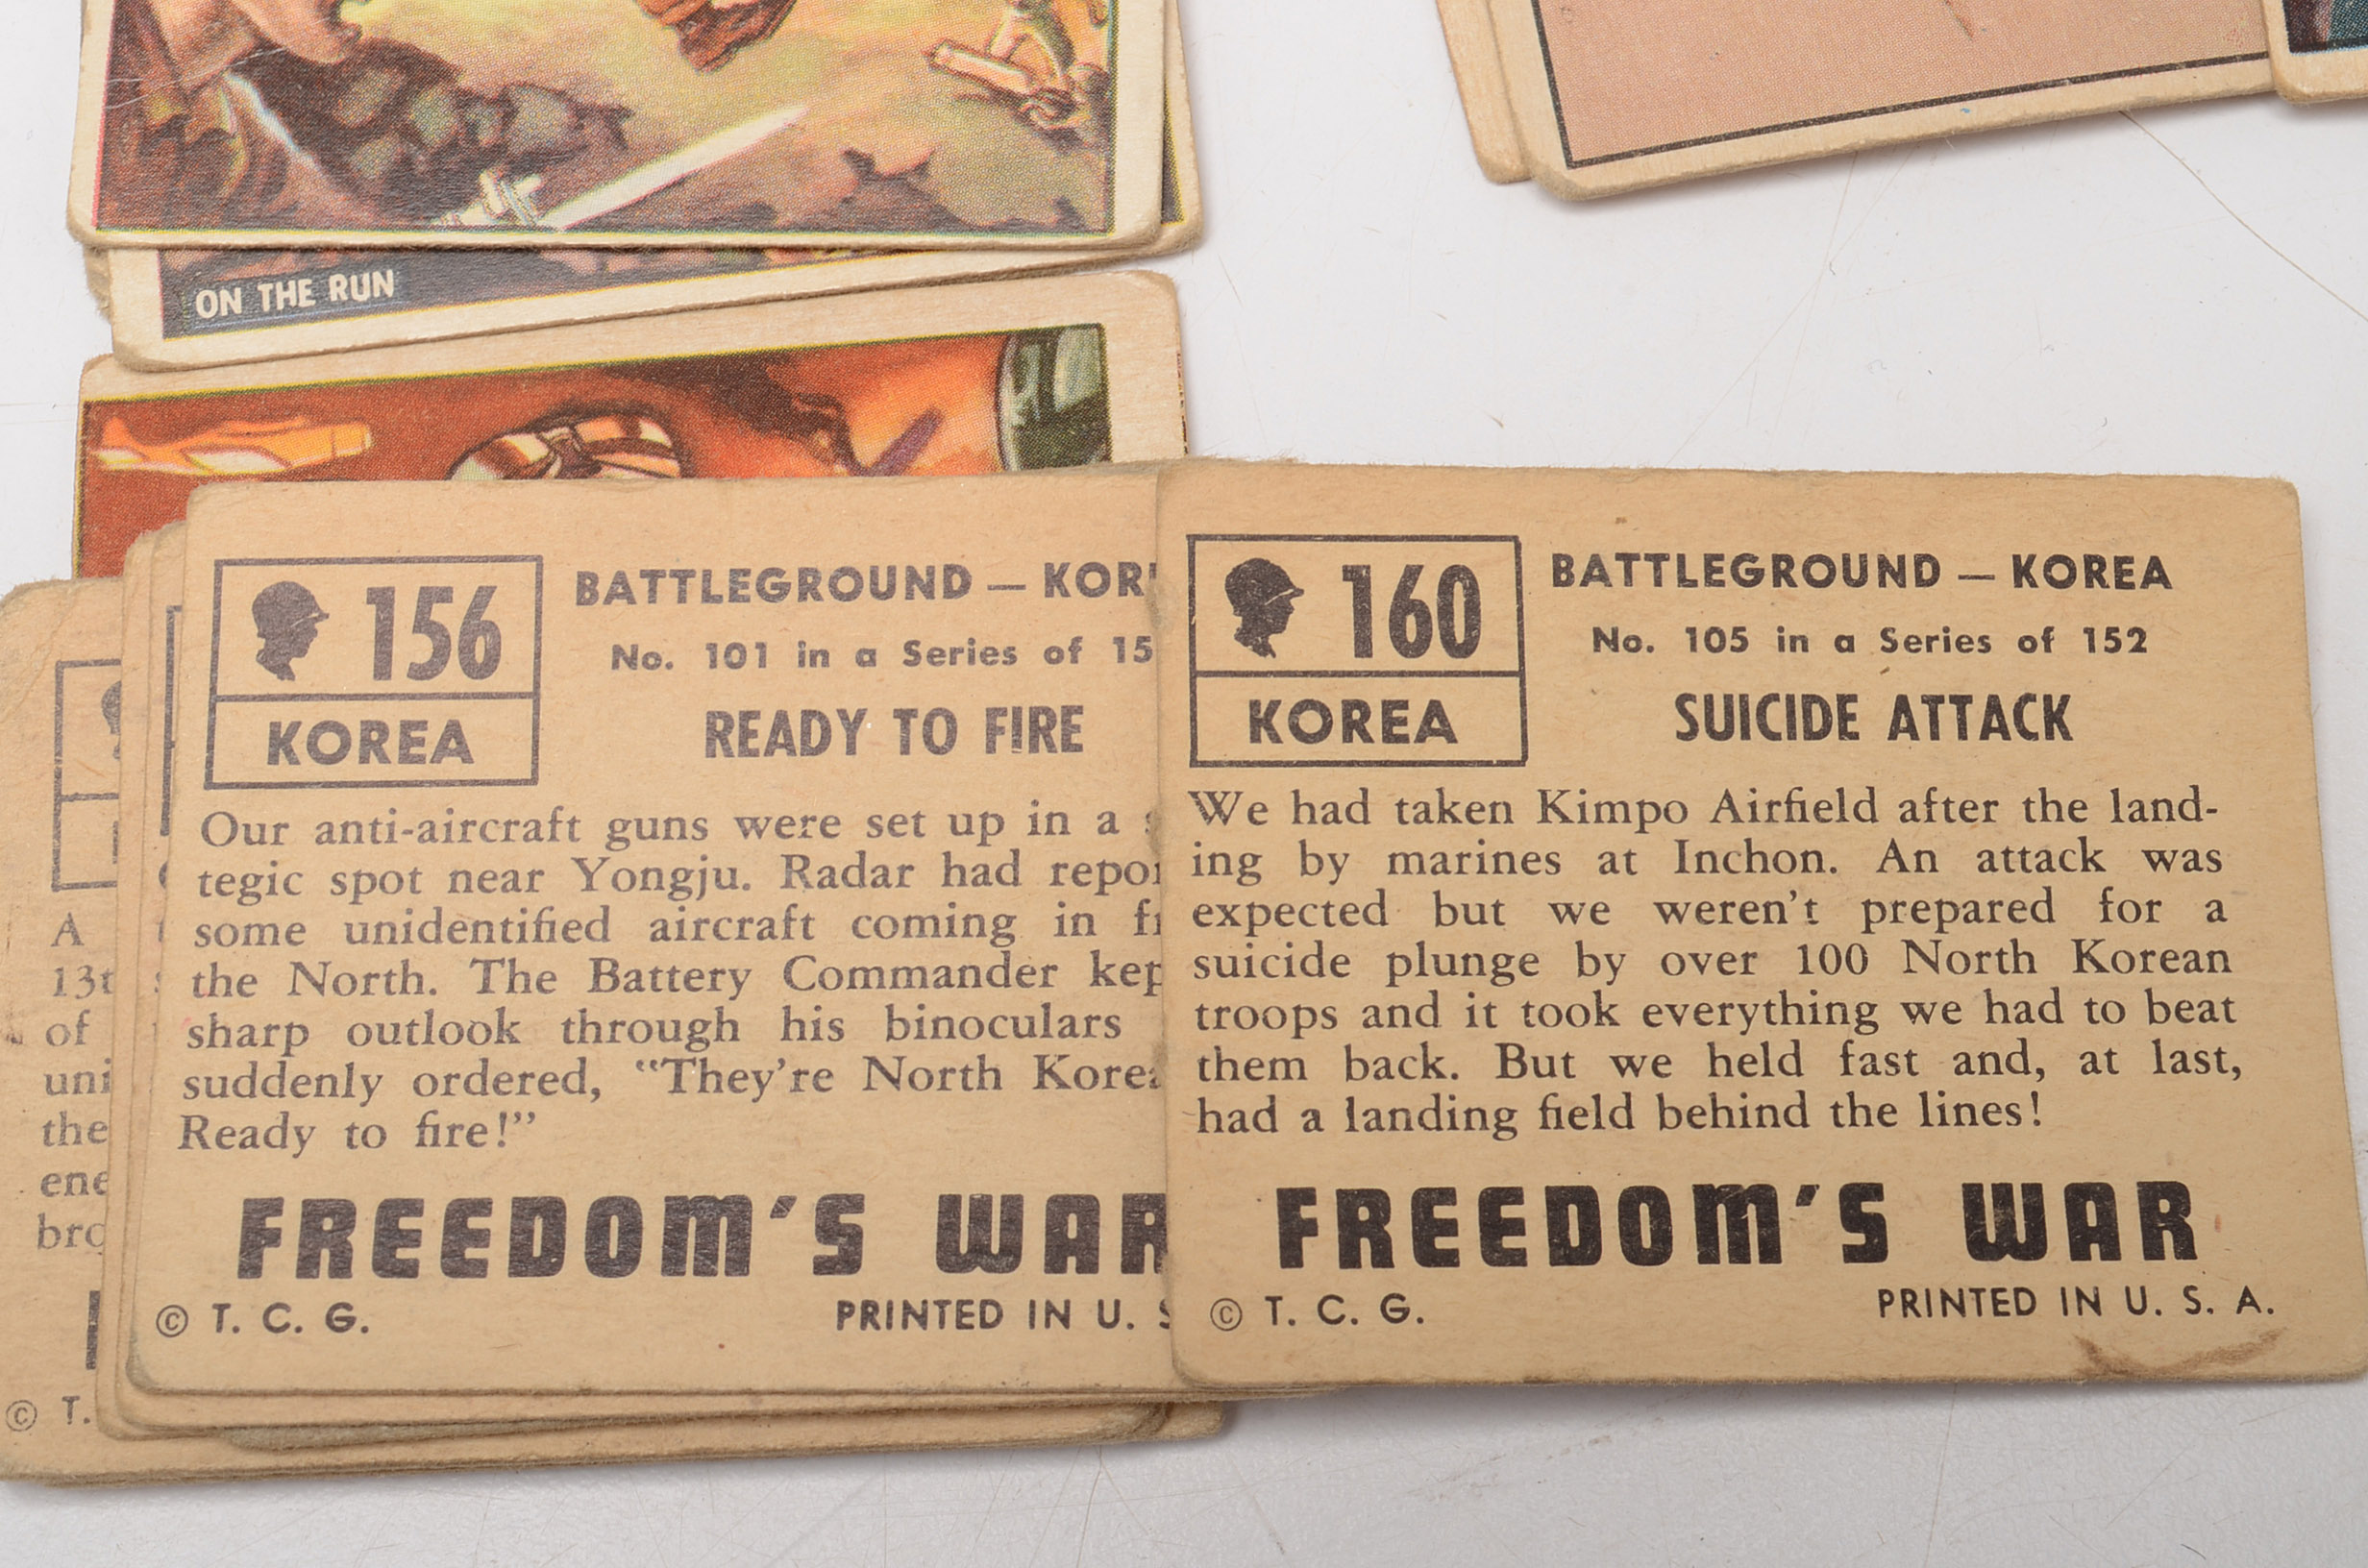 ON THE RUN
156
KOREA
BATTLEGROUND —
No. 101 in a Series of
READY TO FIRE
Our anti-aircraft guns were set up in a
tegic spot near Yongju. Radar had
some unidentified aircraft coming in
the North. The Battery Commander
sharp outlook through his binoculars
suddenly ordered, "They're North
Ready to fire!"
FREEDOM'S WAR
© T. C. G.
PRINTED IN U.
160
KOREA
BATTLEGROUND — KOREA
No. 105 in a Series of 152
SUICIDE ATTACK
We had taken Kimpo Airfield after the land-
ing by marines at Inchon. An attack was
expected but we weren't prepared for a
suicide plunge by over 100 North Korean
troops and it took everything we had to beat
them back. But we held fast and, at last,
had a landing field behind the lines!
FREEDOM'S WAR
© T. C. G.
PRINTED IN U. S. A.
A
of
the
© T.